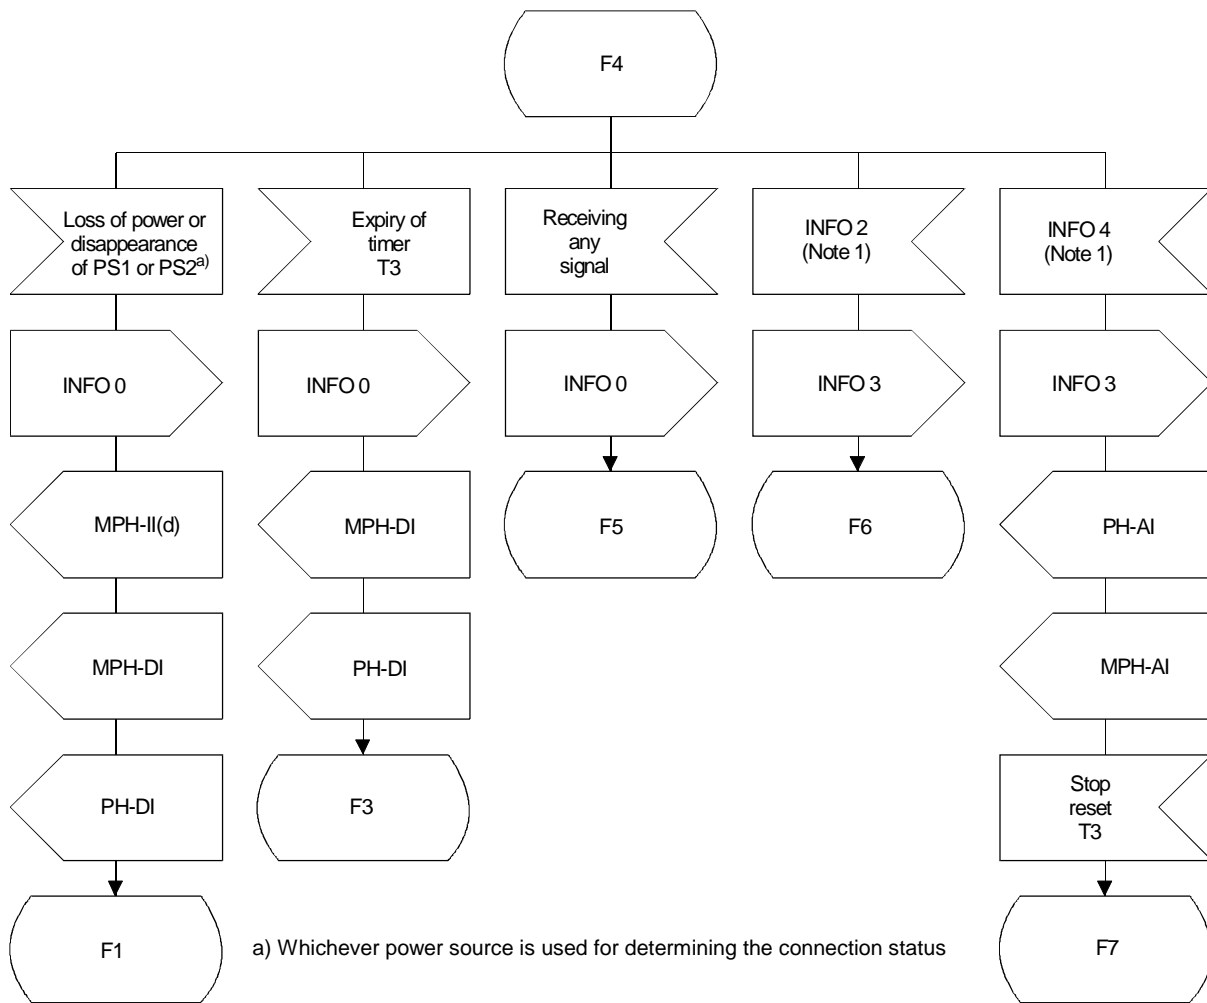 F4
Loss of power or
disappearance
of PS1 or PS2a)
Expiry of
timer
T3
Receiving
any
signal
INFO 2
(Note 1)
INFO 4
(Note 1)
INFO 0
INFO 0
INFO 0
INFO 3
INFO 3
MPH-II(d)
MPH-DI
F5
F6
PH-AI
MPH-DI
PH-DI
MPH-AI
PH-DI
F3
Stop
reset
T3
F1
a) Whichever power source is used for determining the connection status
F7